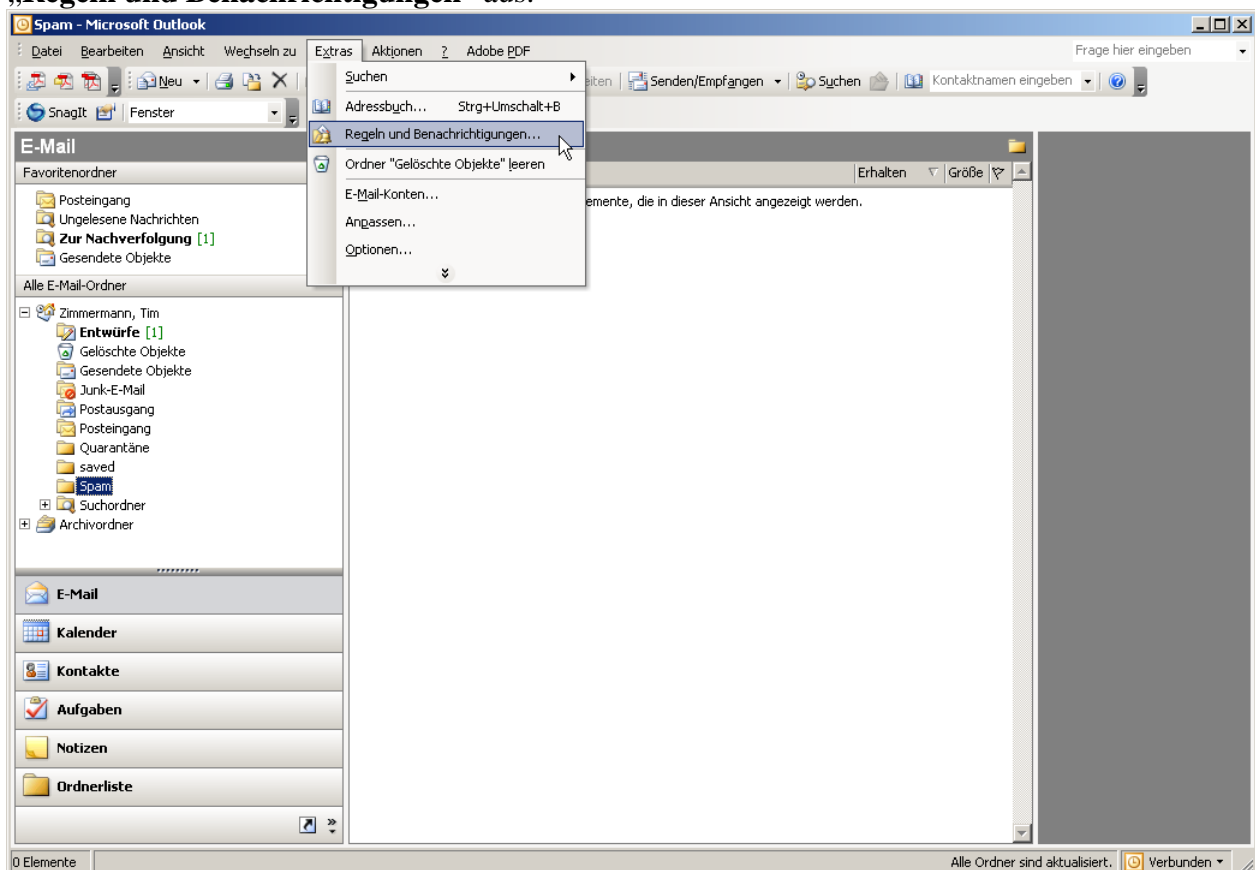 „Regeln und Benachrichtigungen“ aus.
Spam - Microsoft Outlook
Datei Bearbeiten Ansicht Wechseln zu Extras Aktionen ? Adobe PDF Frage hier eingeben
Neu eiten Senden/Empfangen Suchen Kontaktnamen eingeben
SnagIt Fenster
Suchen
Adressbuch... Strg+Umschalt+B
Regeln und Benachrichtigungen...
Ordner "Gelöschte Objekte" leeren
E-Mail-Konten...
Anpassen...
Optionen...
E-Mail
Favoritenordner
Posteingang
Ungelesene Nachrichten
Zur Nachverfolgung [1]
Gesendete Objekte
Alle E-Mail-Ordner
Zimmermann, Tim
Entwürfe [1]
Gelöschte Objekte
Gesendete Objekte
Junk-E-Mail
Postausgang
Posteingang
Quarantäne
saved
Spam
Suchordner
Archivordner
E-Mail
Kalender
Kontakte
Aufgaben
Notizen
Ordnerliste
Erhalten Größe
emente, die in dieser Ansicht angezeigt werden.
0 Elemente Alle Ordner sind aktualisiert. Verbunden